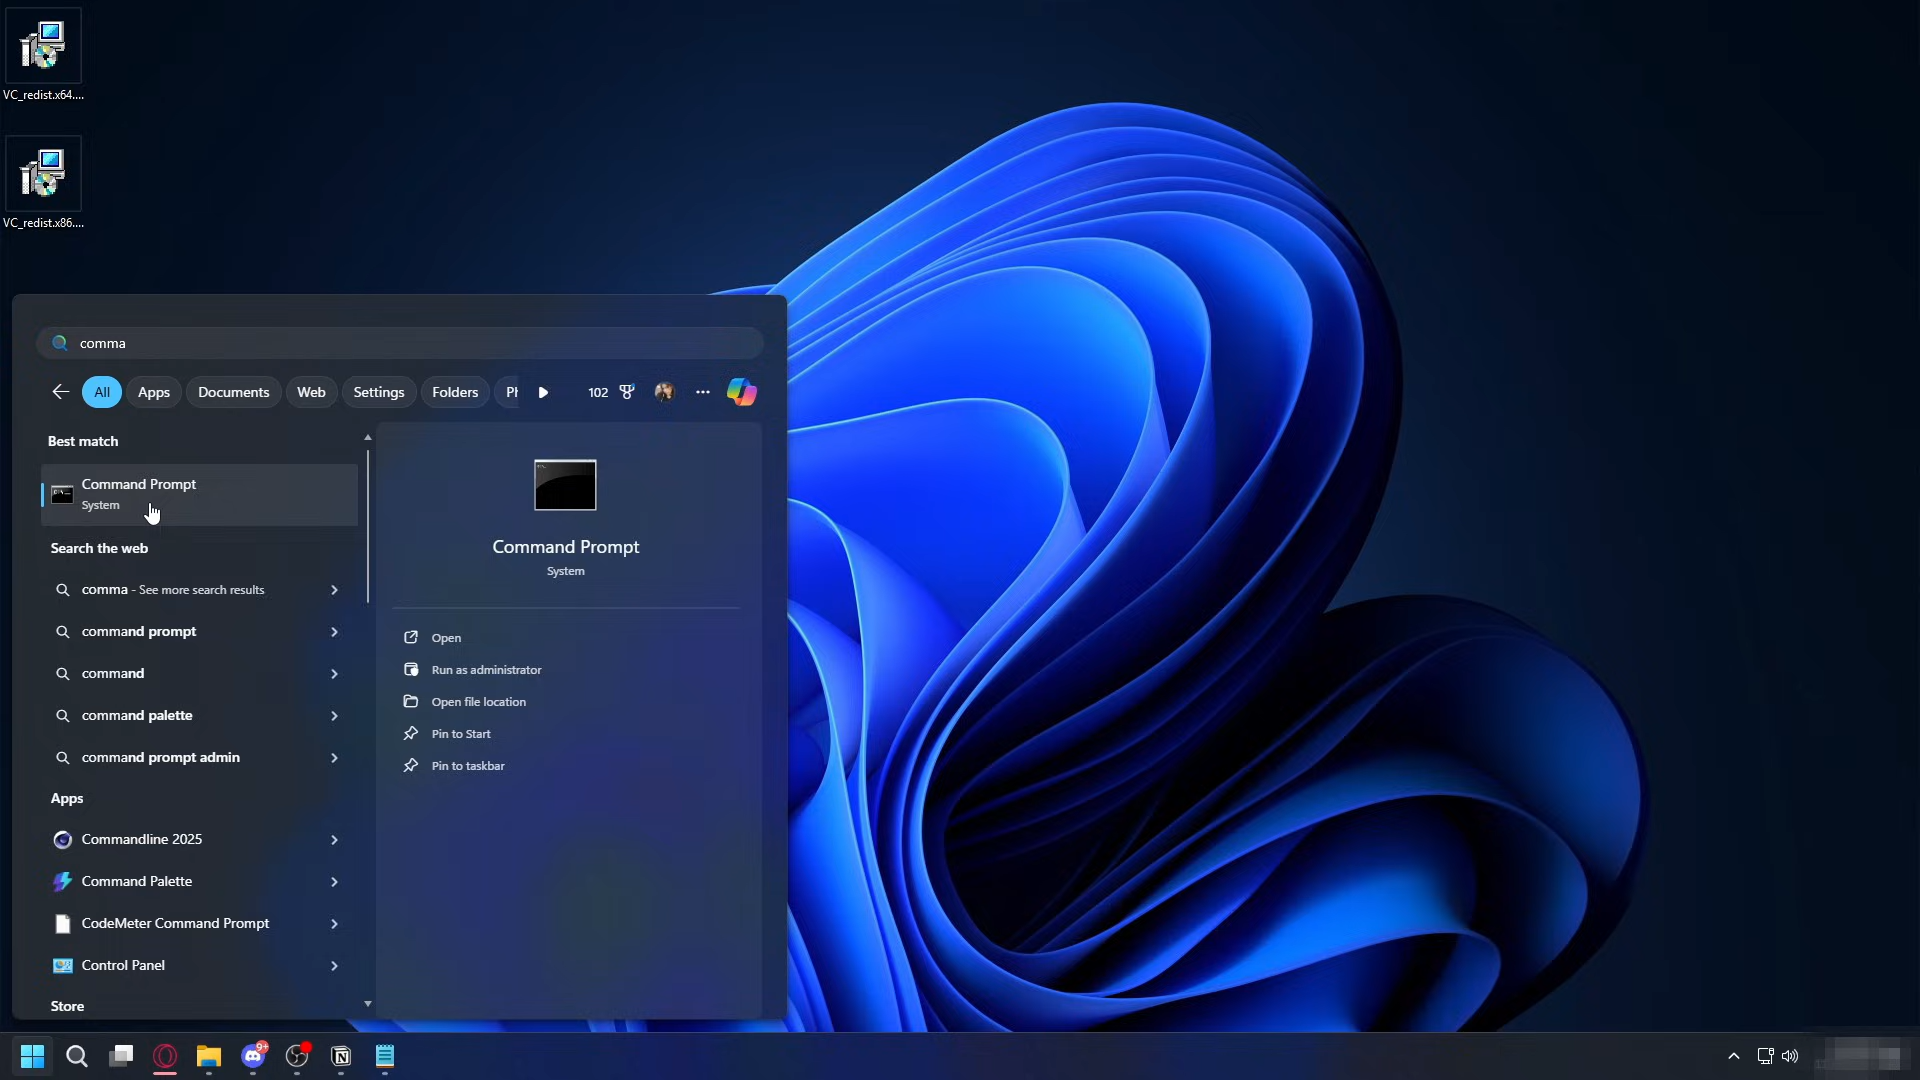 VC_redist.x64....
VC_redist.x86....
comma
All
Apps
Documents
Web
Settings
Folders
102
Best match
Command Prompt
System
Search the web
comma - See more search results
command prompt
command
command palette
command prompt admin
Apps
Commandline 2025
Command Palette
CodeMeter Command Prompt
Control Panel
Store
Command Prompt
System
Open
Run as administrator
Open file location
Pin to Start
Pin to taskbar
9+